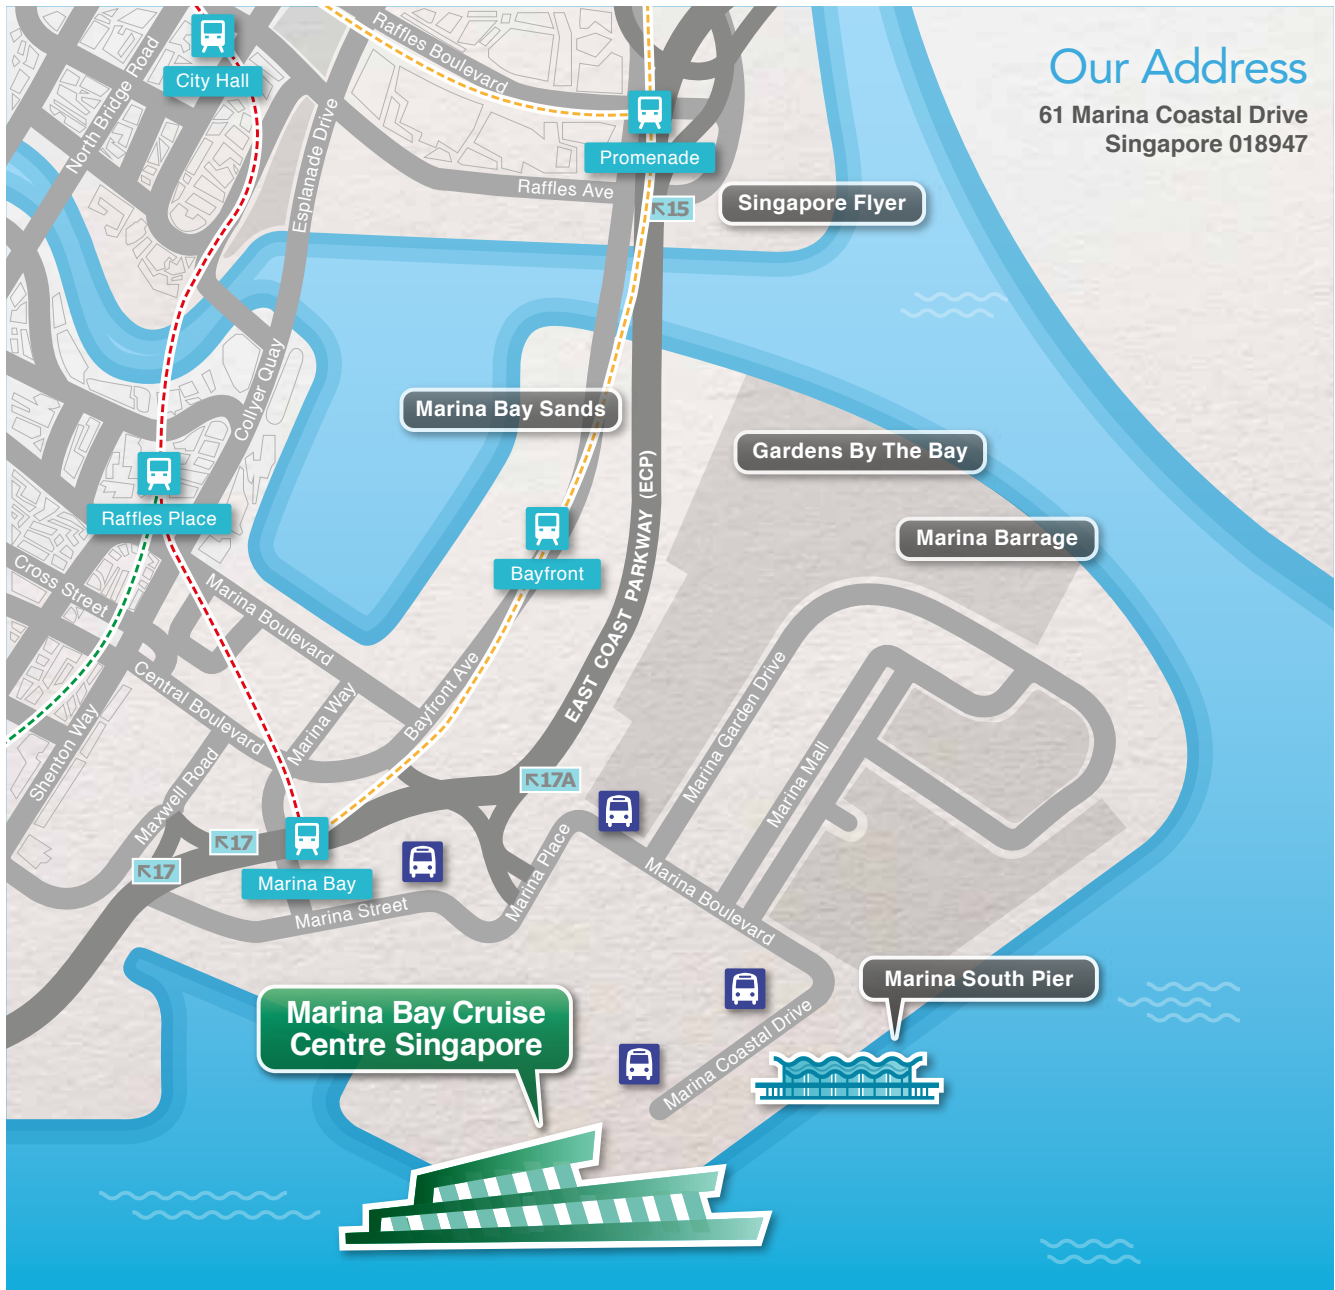 Our Address
61 Marina Coastal Drive
Singapore 018947
City Hall
North Bridge Road
Raffles Boulevard
Esplanade Drive
Promenade
Raffles Ave
15
Singapore Flyer
Collyer Quay
Marina Bay Sands
Gardens By The Bay
Raffles Place
Marina Barrage
EAST COAST PARKWAY (ECP)
Bayfront
Cross Street
Marina Boulevard
Bayfront Ave
Central Boulevard
Marina Way
Shenton Way
Maxwell Road
Marina Garden Drive
Marina Mall
17A
17
17
Marina Bay
Marina Street
Marina Place
Marina Boulevard
Marina South Pier
Marina Bay Cruise
Centre Singapore
Marina Coastal Drive